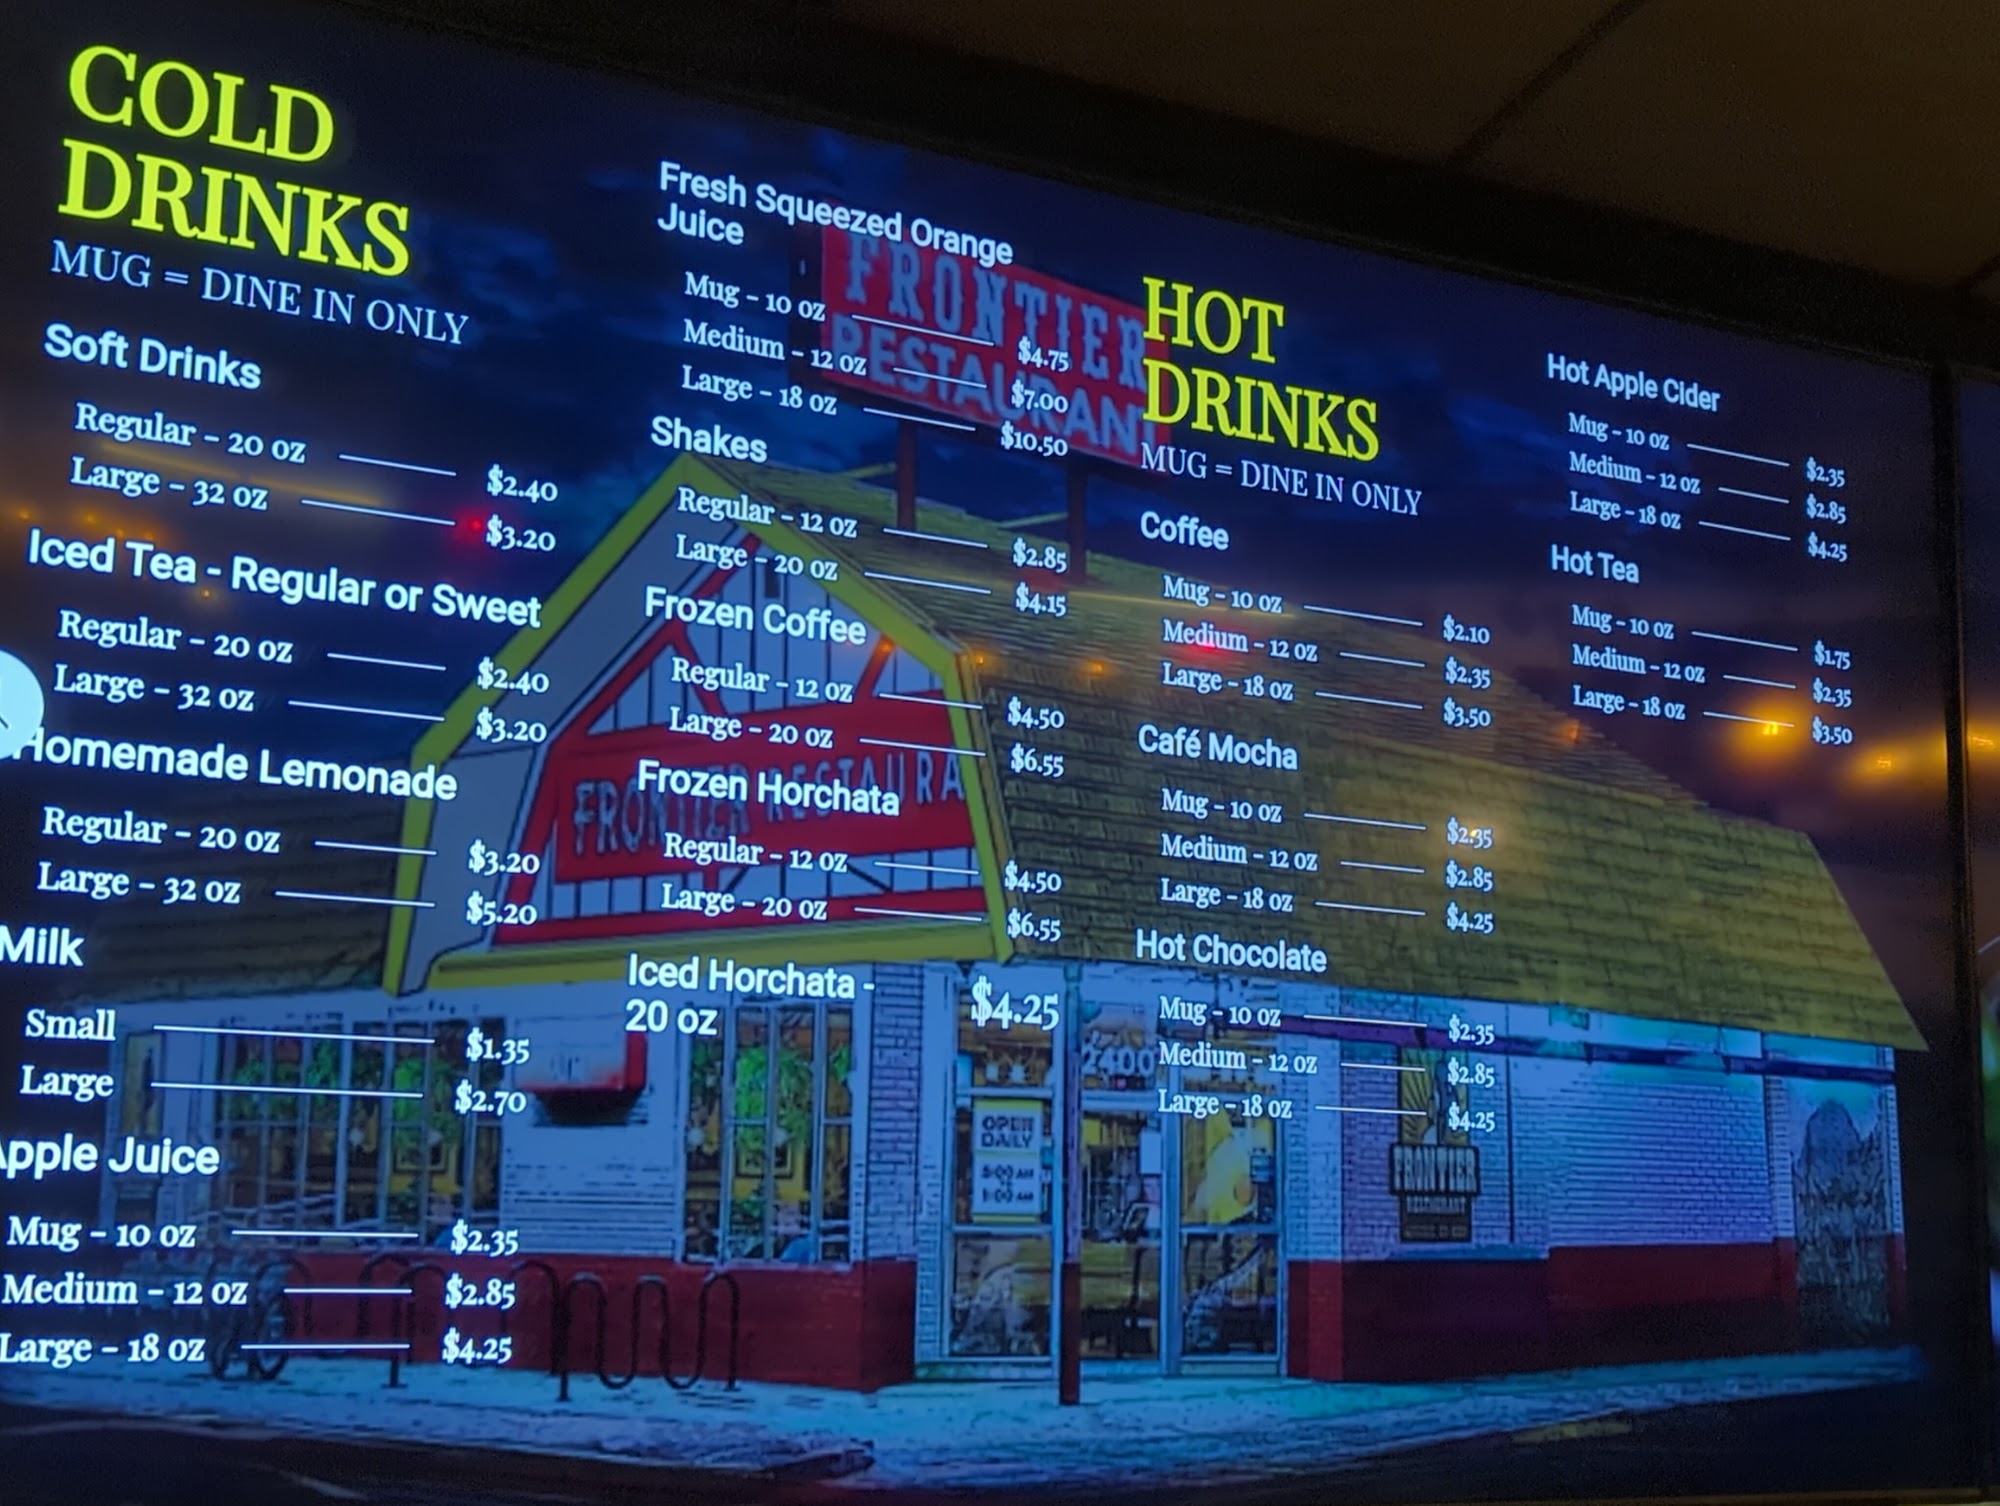 COLD
DRINKS
MUG = DINE IN ONLY
Soft Drinks
Regular - 20 oz $2.40
Large - 32 oz $3.20
Iced Tea - Regular or Sweet
Regular - 20 oz $2.40
Large - 32 oz $3.20
Homemade Lemonade
Regular - 20 oz $3.20
Large - 32 oz $5.20
Milk
Small $1.35
Large $2.70
Apple Juice
Mug - 10 oz $2.35
Medium - 12 oz $2.85
Large - 18 oz $4.25
Fresh Squeezed Orange
Juice
Mug - 10 oz $4.75
Medium - 12 oz $7.00
Large - 18 oz $10.50
Shakes
Regular - 12 oz $2.85
Large - 20 oz $4.15
Frozen Coffee
Regular - 12 oz $4.50
Large - 20 oz $6.55
Frozen Horchata
Regular - 12 oz $4.50
Large - 20 oz $6.55
Iced Horchata -
20 oz $4.25
HOT
DRINKS
MUG = DINE IN ONLY
Coffee
Mug - 10 oz $2.10
Medium - 12 oz $2.35
Large - 18 oz $3.50
Café Mocha
Mug - 10 oz $2.35
Medium - 12 oz $2.85
Large - 18 oz $4.25
Hot Chocolate
Mug - 10 oz $2.35
Medium - 12 oz $2.85
Large - 18 oz $4.25
Hot Apple Cider
Mug - 10 oz $2.35
Medium - 12 oz $2.85
Large - 18 oz $4.25
Hot Tea
Mug - 10 oz $1.75
Medium - 12 oz $2.35
Large - 18 oz $3.50
FRONTIER
RESTAURANT
FRONTIER RESTAURA
2400
OPEN
DAILY
FRONTIER
RESTAURANT